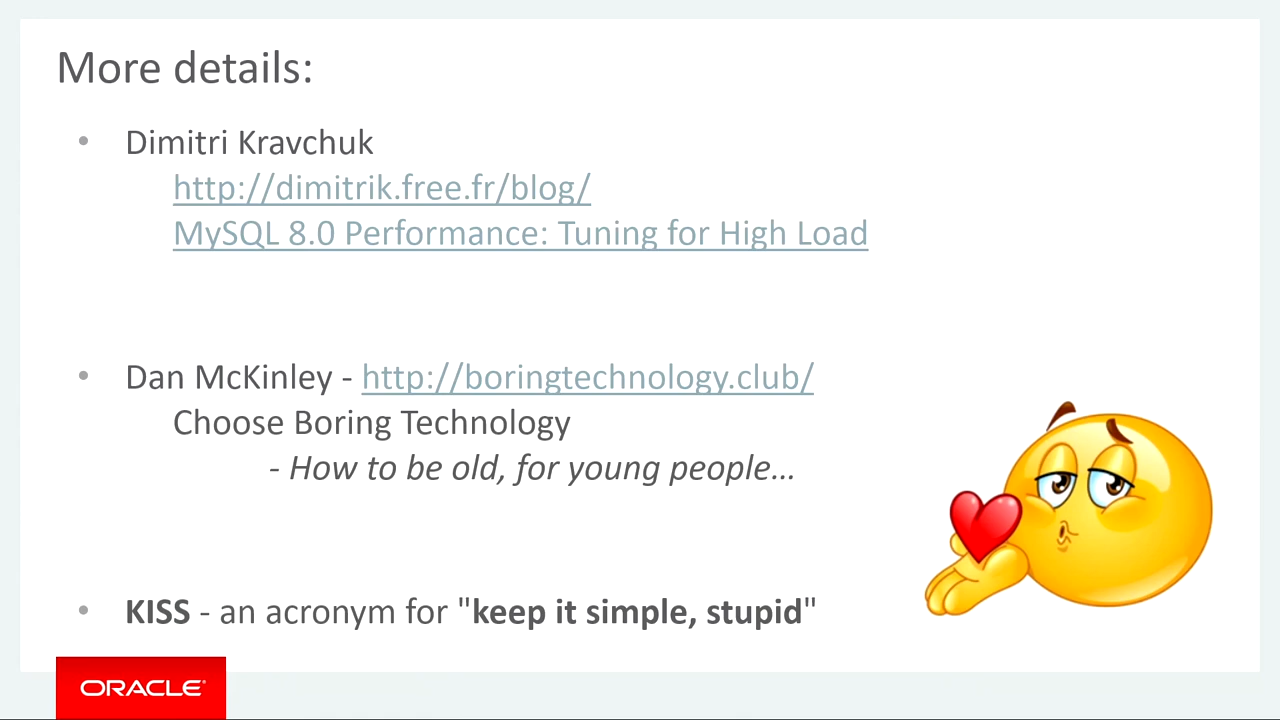 More details:
• Dimitri Kravchuk
http://dimitrik.free.fr/blog/
MySQL 8.0 Performance: Tuning for High Load
• Dan McKinley - http://boringtechnology.club/
Choose Boring Technology
- How to be old, for young people…
• KISS - an acronym for "keep it simple, stupid"
ORACLE®